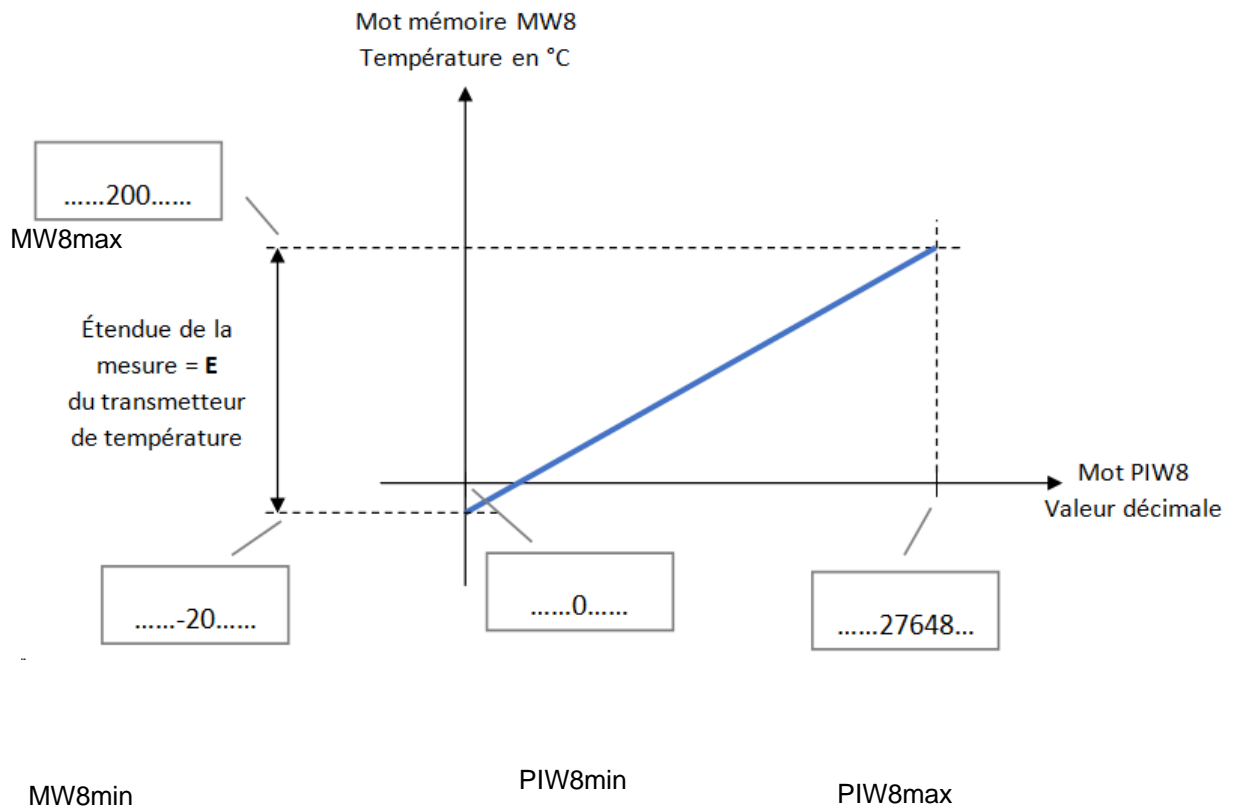 Mot mémoire MW8
Température en °C
……200……
MW8max
Étendue de la
mesure = E
du transmetteur
de température
Mot PIW8
Valeur décimale
……-20……
……0……
……27648…
MW8min
PIW8min
PIW8max